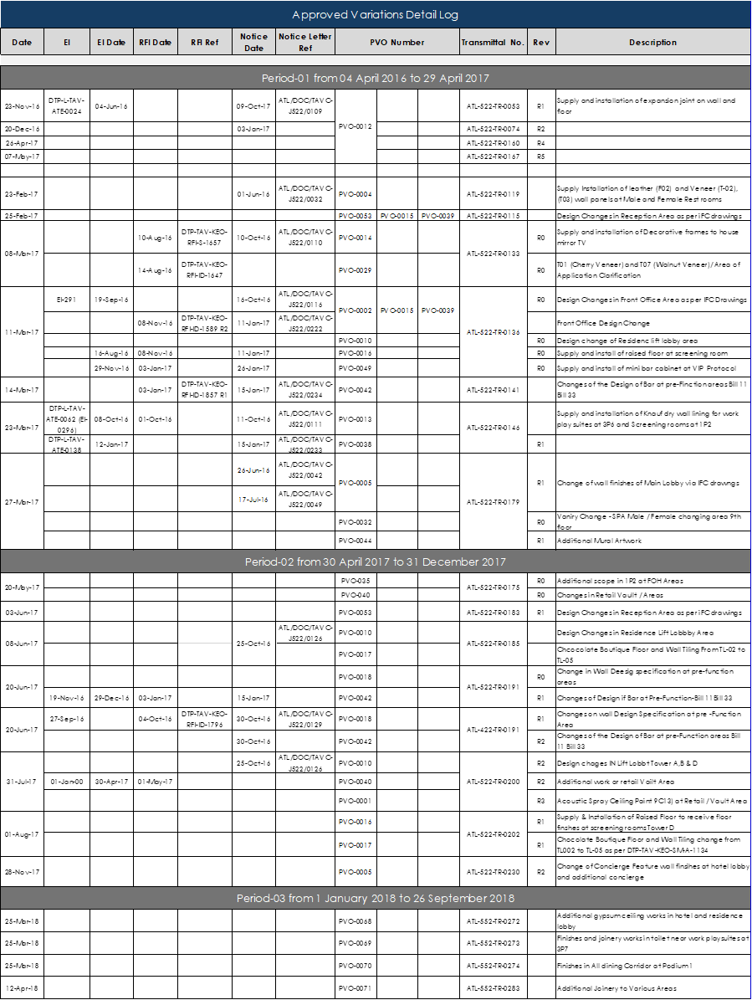 Approved Variations Detail Log
Date EI EI Date RFI Date RFI Ref Notice Date Notice Letter Ref PVO Number Transmittal No. Rev Description
Period-01 from 04 April 2016 to 29 April 2017
23-Nov-16 DTP-L-TAV-ATE-0024 04-Jun-16 09-Oct-17 ATL/DOC/TAVC-J522/0109 PVO-0012 ATL-522-TR-0053 R1 Supply and installation of expansion joint on wall and floor
20-Dec-16 03-Jan-17 ATL-522-TR-0074 R2
26-Apr-17 ATL-522-TR-0160 R4
07-May-17 ATL-522-TR-0167 R5
23-Feb-17 01-Jun-16 ATL/DOC/TAVC-J522/0032 PVO-0004 ATL-522-TR-0119 Supply Installation of leather (F02) and Veneer (T-02), (T03) wall panels at Male and Female Rest rooms
25-Feb-17 PVO-0053 PVO-0015 PVO-0039 ATL-522-TR-0115 Design Changes in Reception Area as per iFC drawings
08-Mar-17 10-Aug-16 DTP-TAV-KEO-RFI-S-1657 10-Oct-16 ATL/DOC/TAVC-J522/0110 PVO-0014 ATL-522-TR-0133 R0 Supply and installation of Decorative frames to house mirror TV
14-Aug-16 DTP-TAV-KEO-RFI-ID-1647 PVO-0029 R0 T01 (Cherry Veneer) and T07 (Walnut Veneer)/Area of Application Clarification
11-Mar-17 EI-291 19-Sep-16 16-Oct-16 ATL/DOC/TAVC-J522/0116 PVO-0002 PVO-0015 PVO-0039 ATL-522-TR-0136 R0 Design Changes in Front Office Area as per IFC Drawings
08-Nov-16 DTP-TAV-KEO-RFI-ID-1589 R2 11-Jan-17 ATL/DOC/TAVC-J522/0222 Front Office Design Change
PVO-0010 R0 Design change of Residenc lift lobby area
16-Aug-16 08-Nov-16 11-Jan-17 PVO-0016 R0 Supply and install of raised floor at screening room
29-Nov-16 03-Jan-17 26-Jan-17 PVO-0049 R0 Supply and install of mini bar cabinet at VIP Protocol
14-Mar-17 03-Jan-17 DTP-TAV-KEO-RFI-ID-1857 R1 15-Jan-17 ATL/DOC/TAVC-J522/0234 PVO-0042 ATL-522-TR-0141 Changes of the Design of Bar at pre-Finction areas Bill 11 Bill 33
23-Mar-17 DTP-L-TAV-ATE-0062 (EI-0296) 08-Oct-16 01-Oct-16 11-Oct-16 ATL/DOC/TAVC-J522/0111 PVO-0013 ATL-522-TR-0146 Supply and installation of Knauf dry wall lining for work play suites at 3P6 and Screening rooms at 1P2
DTP-L-TAV-ATE-0138 12-Jan-17 15-Jan-17 ATL/DOC/TAVC-J522/0233 PVO-0038 R1
27-Mar-17 26-Jun-16 ATL/DOC/TAVC-J522/0042 PVO-0005 ATL-522-TR-0179 R1 Change of wall finishes of Main Lobby via IFC drawngs
17-Jul-16 ATL/DOC/TAVC-J522/0049
PVO-0032 R0 Vaniry Change - SPA Male / Female changing area 9th floor
PVO-0044 R1 Additional Mural Artwork
Period-02 from 30 April 2017 to 31 December 2017
20-May-17 PVO-035 ATL-522-TR-0175 R0 Additional scope in 1P2 at FOH Areas
PVO-040 R0 Changes in Retail Vault / Areas
03-Jun-17 PVO-0053 ATL-522-TR-0183 R1 Design Changes in Reception Area as per iFC drawings
08-Jun-17 25-Oct-16 ATL/DOC/TAVC-J522/0126 PVO-0010 ATL-522-TR-0185 Design Changes in Residence Lift Lobbby Area
PVO-0017 Chcocolate Boutique Floor and Wall Tiling From TL-02 to TL-05
20-Jun-17 PVO-0018 ATL-522-TR-0191 R0 Change in Wall Deesig specification at pre-function areas
19-Nov-16 29-Dec-16 03-Jan-17 15-Jan-17 PVO-0042 R1 Changes of Design if Bar at Pre-Function-Bill 11 Bill 33
20-Jun-17 27-Sep-16 04-Oct-16 DTP-TAV-KEO-RFI-ID-1796 30-Oct-16 ATL/DOC/TAVC-J522/0129 PVO-0018 ATL-422-TR-0191 R1 Changes on wall Design Specification at pre -Function Area
30-Oct-16 PVO-0042 R2 Changes of the Design of Bar at pre-Function areas Bill 11 Bill 33
31-Jul-17 25-Oct-16 ATL/DOC/TAVC-J522/0126 PVO-0010 ATL-522-TR-0200 R2 Design chages IN Lift Lobbt Tower A,B & D
01-Jan-00 30-Apr-17 01-May-17 PVO-0040 R2 Additional work or retail Vailt Area
PVO-0001 R3 Acoustic Spray Ceiling Paint 9C13) at Retail / Vault Area
01-Aug-17 PVO-0016 ATL-522-TR-0202 R1 Supply & Installation of Raised Floor to receive floor finshes at screening rooms Tower D
PVO-0017 R1 Chocolate Boutique Floor and Wall Tiling change from TL002 to TL-05 as per DTP-TAV-KEO-SMA-1134
28-Nov-17 PVO-0005 ATL-522-TR-0230 R2 Change of Concierge Feature wall finsihes at hotel lobby and additional concierge
Period-03 from 1 January 2018 to 26 September 2018
25-Mar-18 PVO-0068 ATL-552-TR-0272 Additional gypsum ceiling works in hotel and residence lobby
25-Mar-18 PVO-0069 ATL-552-TR-0273 Finishes and joinery works in toilet near work play suites at 3P7
25-Mar-18 PVO-0070 ATL-552-TR-0274 Finishes in All dining Corridor at Podium 1
12-Apr-18 PVO-0071 ATL-552-TR-0283 Additional Joinery to Various Areas